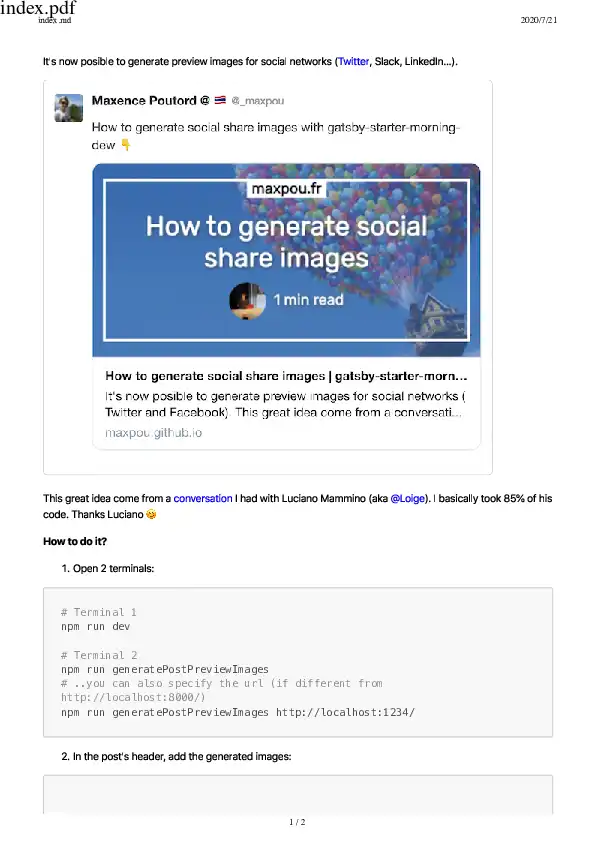 index.pdf
index .md
2020/7/21
It's now posible to generate preview images for social networks (Twitter, Slack, LinkedIn...).
Maxence Poutord @ 🇹🇭 @_maxpou
How to generate social share images with gatsby-starter-morning-
dew 👇
maxpou.fr
How to generate social
share images
1 min read
How to generate social share images | gatsby-starter-morn...
It's now posible to generate preview images for social networks (
Twitter and Facebook). This great idea come from a conversati...
maxpou.github.io
This great idea come from a conversation I had with Luciano Mammino (aka @Loige). I basically took 85% of his
code. Thanks Luciano 🤗
How to do it?
1. Open 2 terminals:
# Terminal 1
npm run dev
# Terminal 2
npm run generatePostPreviewImages
# ..you can also specify the url (if different from
http://localhost:8000/)
npm run generatePostPreviewImages http://localhost:1234/
2. In the post's header, add the generated images:
1 / 2